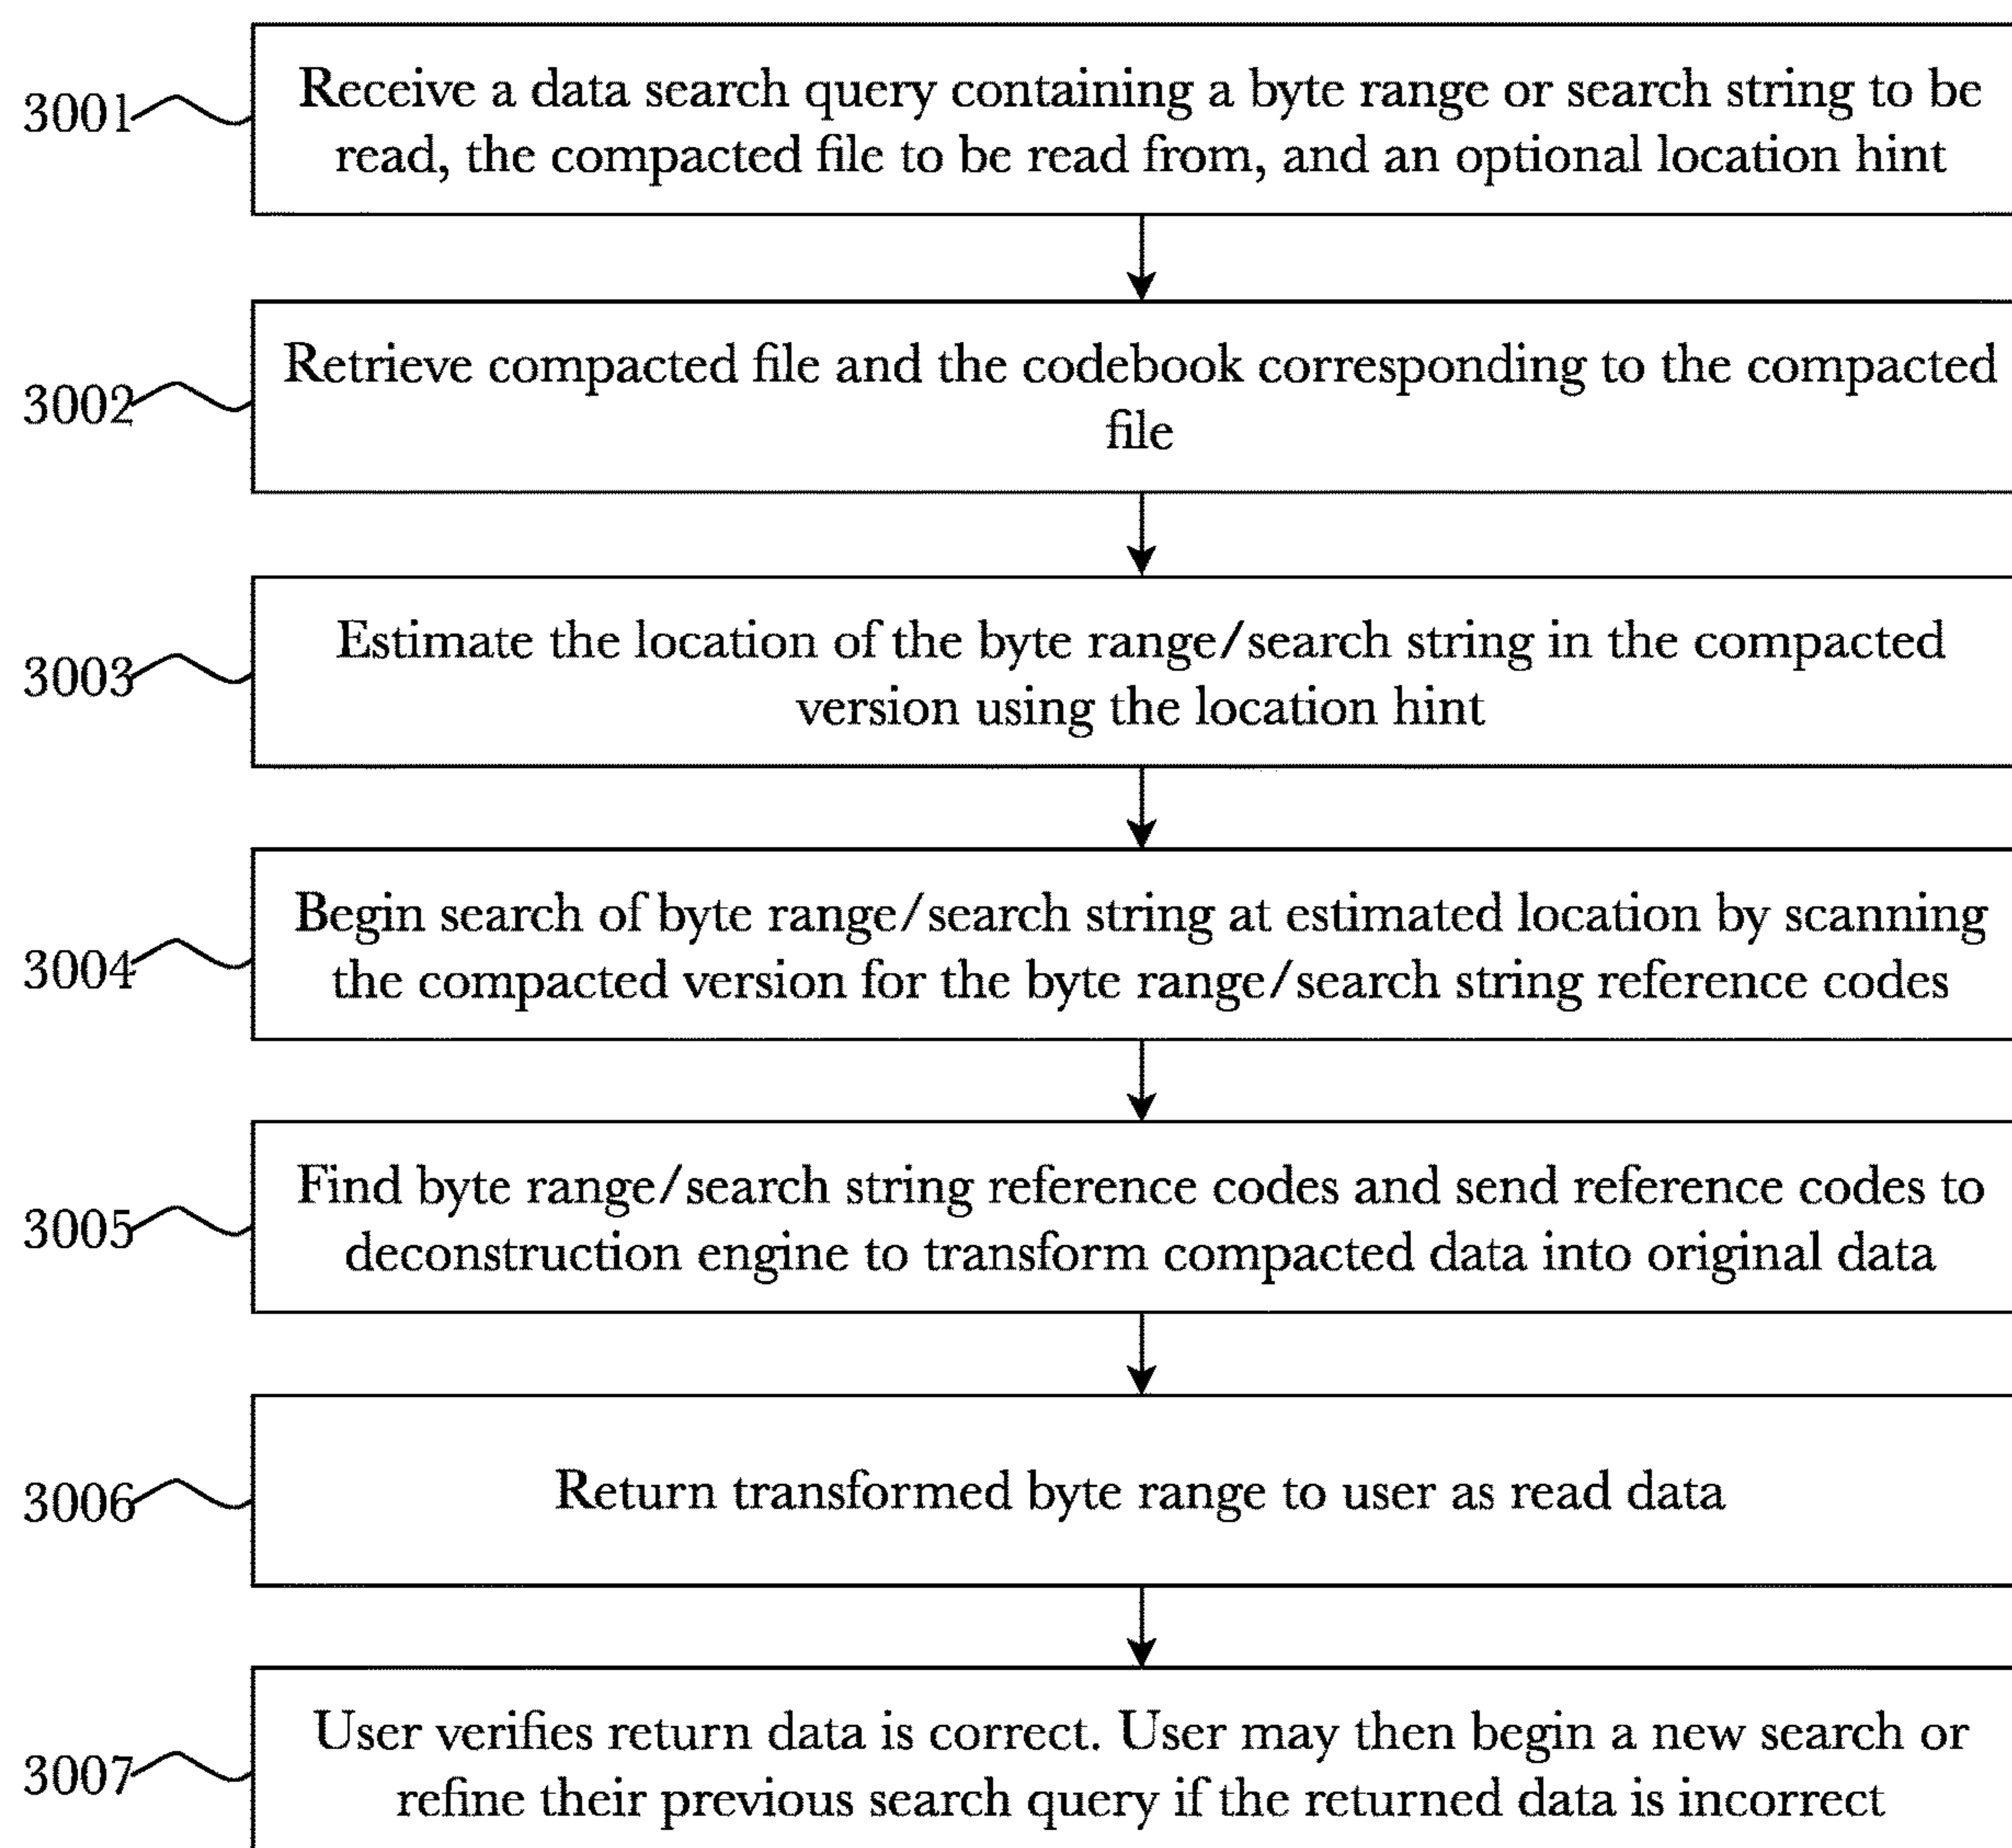 3001
Receive a data search query containing a byte range or search string to be
read, the compacted file to be read from, and an optional location hint
3002
Retrieve compacted file and the codebook corresponding to the compacted
file
3003
Estimate the location of the byte range/search string in the compacted
version using the location hint
3004
Begin search of byte range/search string at estimated location by scanning
the compacted version for the byte range/search string reference codes
3005
Find byte range/search string reference codes and send reference codes to
deconstruction engine to transform compacted data into original data
3006
Return transformed byte range to user as read data
3007
User verifies return data is correct. User may then begin a new search or
refine their previous search query if the returned data is incorrect